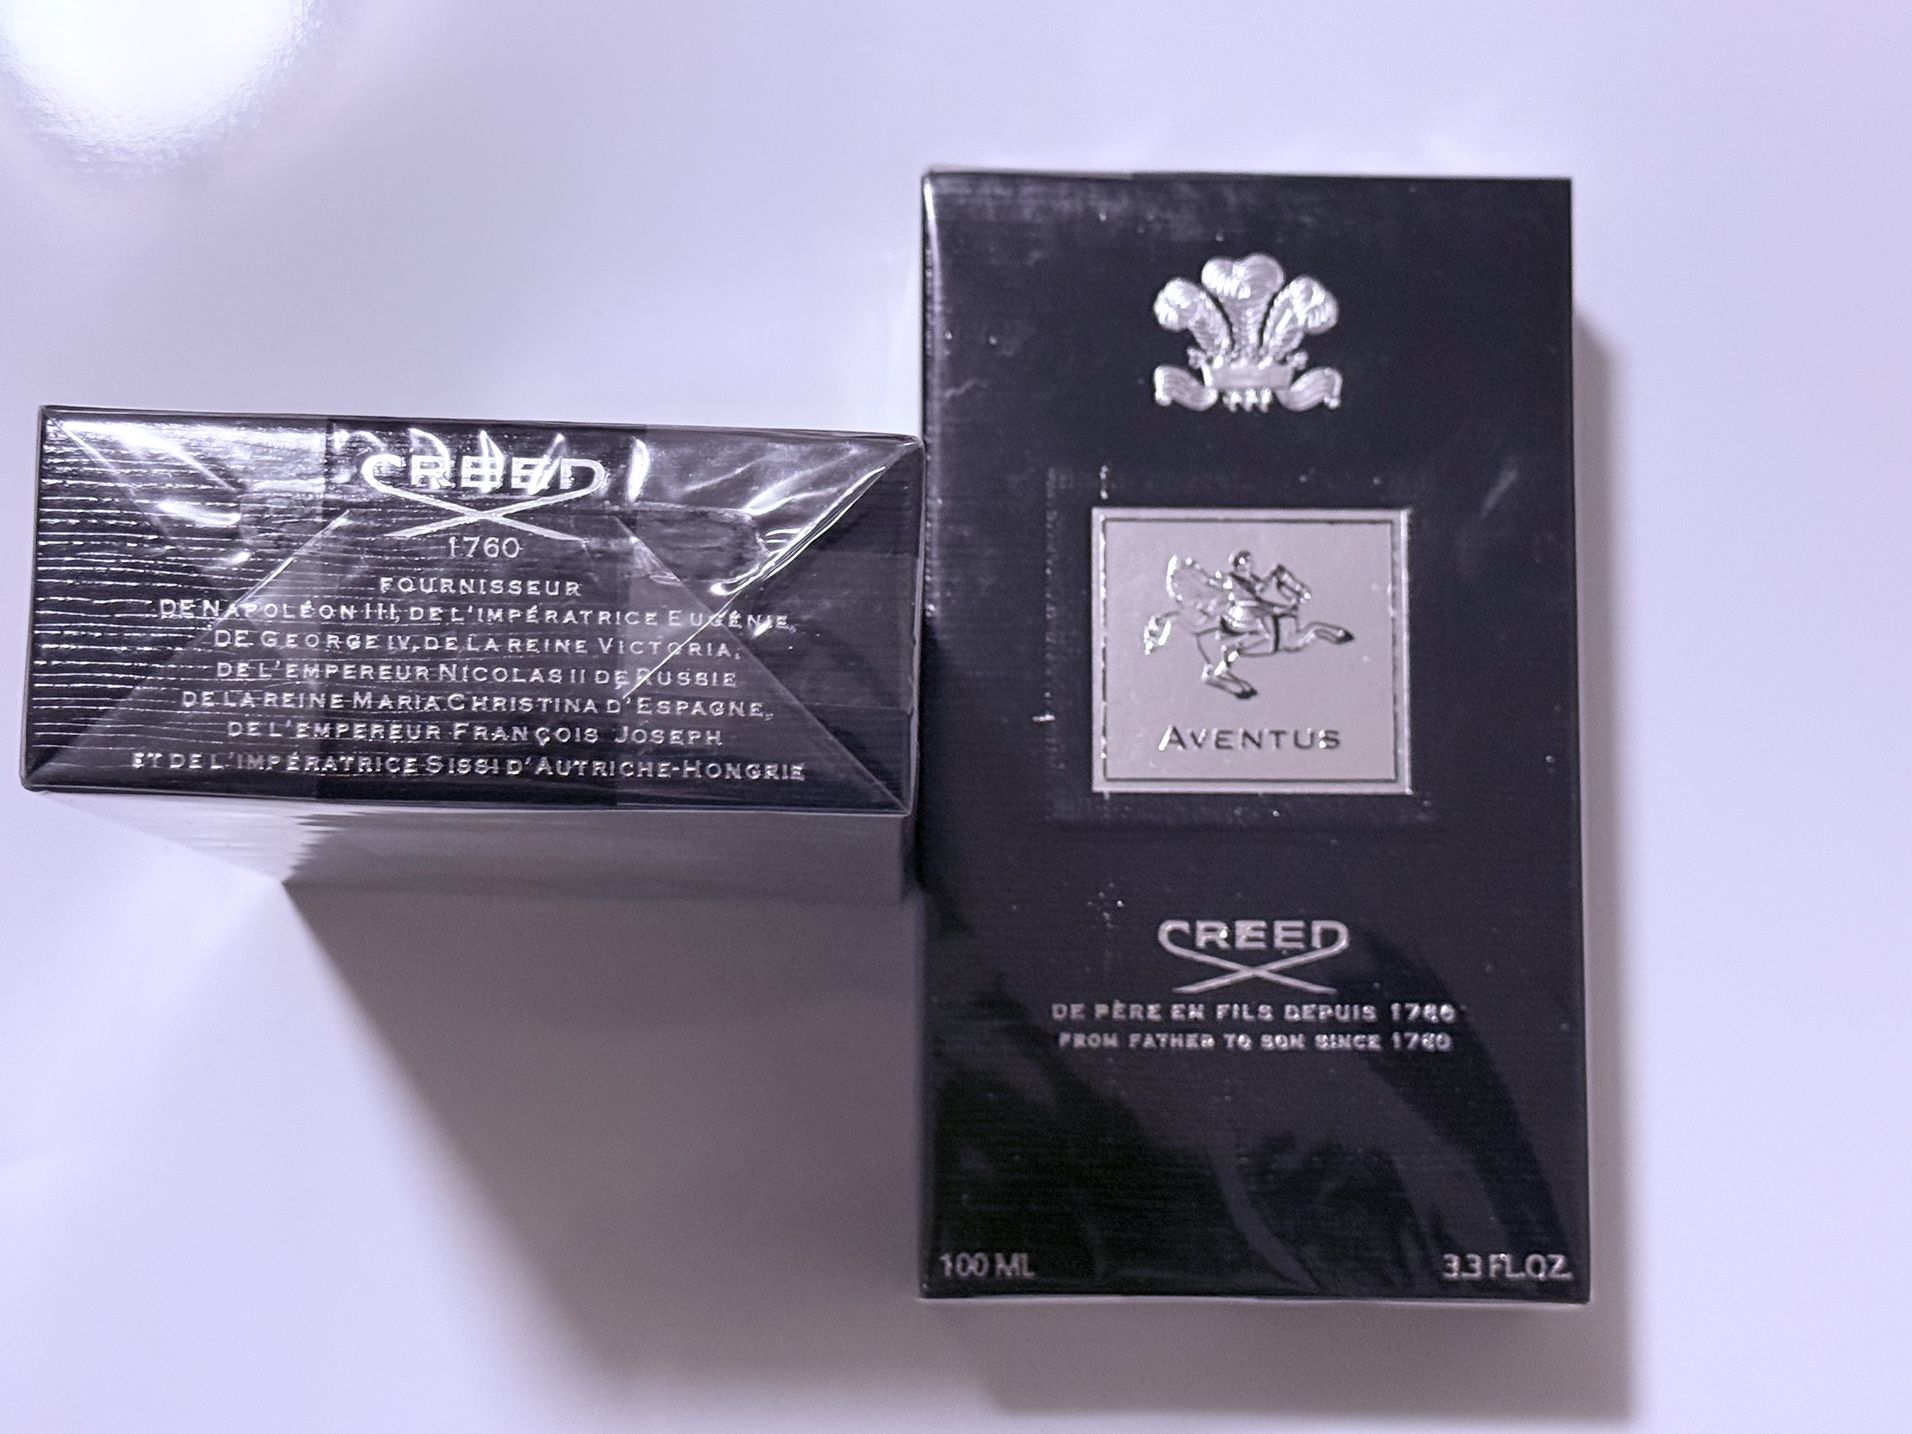 CREED
1760
FOURNISSEUR
DE NAPOLÉON III, DE L'IMPÉRATRICE EUGÉNIE,
DE GEORGE IV, DE LA REINE VICTORIA,
DE L'EMPEREUR NICOLAS II DE RUSSIE
DE LA REINE MARIA CHRISTINA D'ESPAGNE,
DE L'EMPEREUR FRANÇOIS JOSEPH
ET DE L'IMPÉRATRICE SISSI D'AUTRICHE-HONGRIE
AVENTUS
CREED
DE PÈRE EN FILS DEPUIS 1760
FROM FATHER TO SON SINCE 1760
100 ML
3.3 FL.OZ.